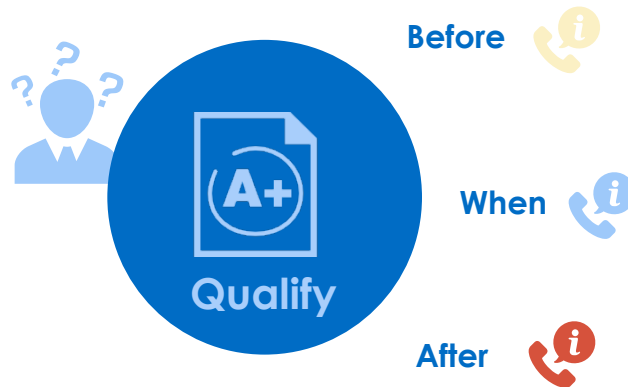 Before
i
? ? ?
A+
When
i
Qualify
After
i